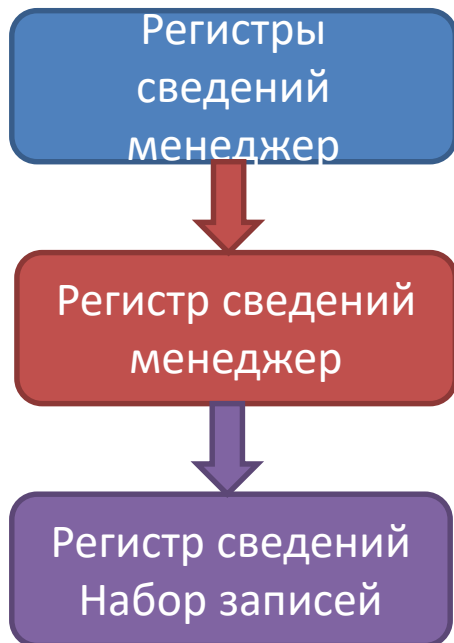 Регистры
сведений
менеджер
Регистр сведений
менеджер
Регистр сведений
Набор записей